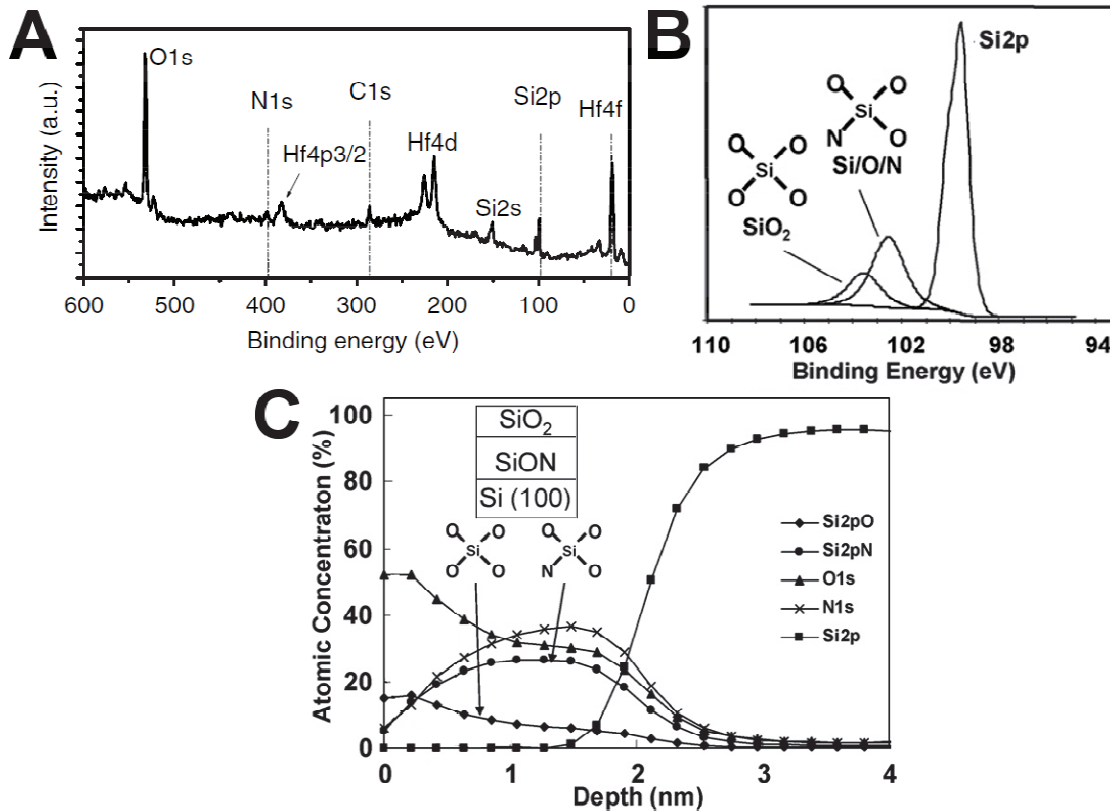 A
O1s
N1s
C1s
Si2p
Hf4f
Hf4p3/2
Hf4d
Si2s
Intensity (a.u.)
600 500 400 300 200 100 0
Binding energy (eV)
B
Si2p
O O
Si
N O
Si/O/N
O O
Si
O O
SiO2
110 106 102 98 94
Binding Energy (eV)
C
100
80
60
40
20
0
Atomic Concentraton (%)
SiO2
SiON
Si (100)
O O
Si
O O
O O
Si
N O
Si2pO
Si2pN
O1s
N1s
Si2p
0 1 2 3 4
Depth (nm)